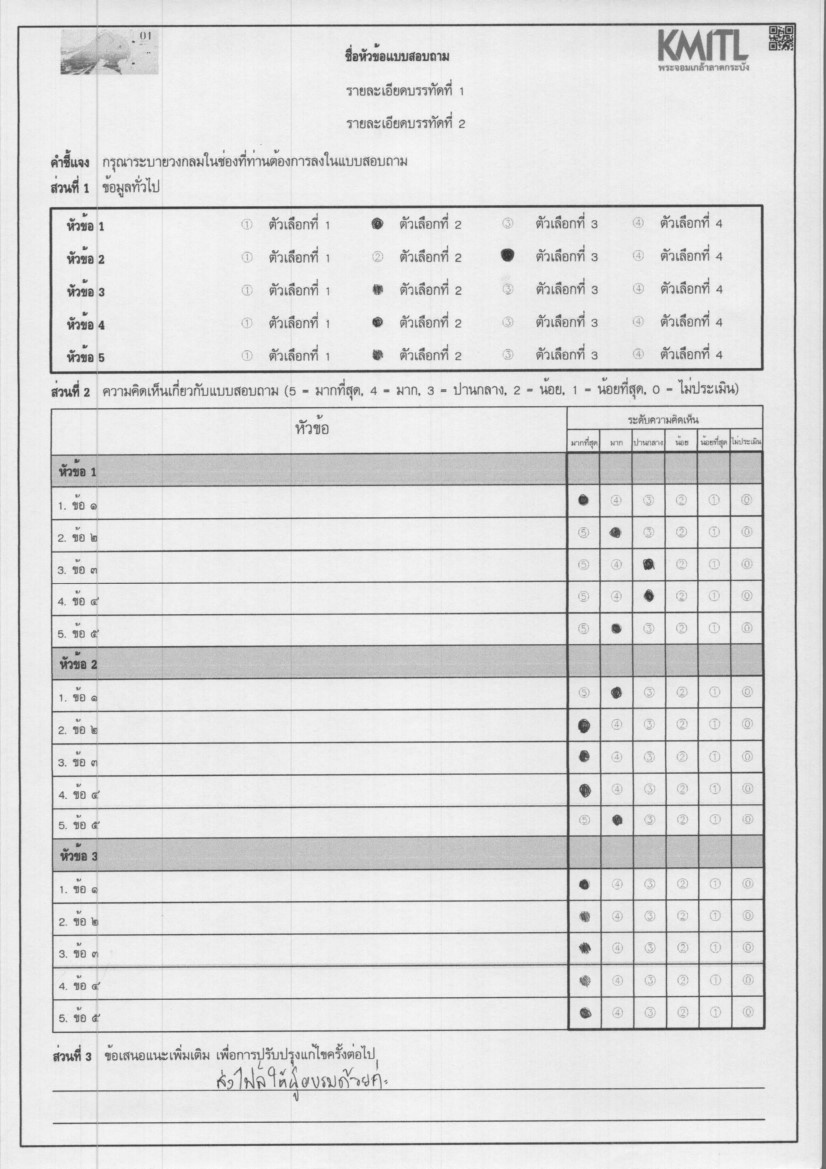 01
KMITL
พระจอมเกล้าลาดกระบัง
ชื่อหัวข้อแบบสอบถาม
รายละเอียดบรรทัดที่ 1
รายละเอียดบรรทัดที่ 2
คำชี้แจง กรุณาระบายวงกลมในช่องที่ท่านต้องการลงในแบบสอบถาม
ส่วนที่ 1 ข้อมูลทั่วไป
หัวข้อ 1 ① ตัวเลือกที่ 1 ตัวเลือกที่ 2 ③ ตัวเลือกที่ 3 ④ ตัวเลือกที่ 4
หัวข้อ 2 ① ตัวเลือกที่ 1 ② ตัวเลือกที่ 2 ตัวเลือกที่ 3 ④ ตัวเลือกที่ 4
หัวข้อ 3 ① ตัวเลือกที่ 1 ตัวเลือกที่ 2 ③ ตัวเลือกที่ 3 ④ ตัวเลือกที่ 4
หัวข้อ 4 ① ตัวเลือกที่ 1 ตัวเลือกที่ 2 ③ ตัวเลือกที่ 3 ④ ตัวเลือกที่ 4
หัวข้อ 5 ① ตัวเลือกที่ 1 ตัวเลือกที่ 2 ③ ตัวเลือกที่ 3 ④ ตัวเลือกที่ 4
ส่วนที่ 2 ความคิดเห็นเกี่ยวกับแบบสอบถาม (5 = มากที่สุด, 4 = มาก, 3 = ปานกลาง, 2 = น้อย, 1 = น้อยที่สุด, 0 = ไม่ประเมิน)
หัวข้อ ระดับความคิดเห็น
มากที่สุด มาก ปานกลาง น้อย น้อยที่สุด ไม่ประเมิน
หัวข้อ 1
1. ข้อ ๑ ④ ③ ② ① ⓪
2. ข้อ ๒ ⑤ ③ ② ① ⓪
3. ข้อ ๓ ⑤ ④ ② ① ⓪
4. ข้อ ๔ ⑤ ④ ② ① ⓪
5. ข้อ ๕ ⑤ ③ ② ① ⓪
หัวข้อ 2
1. ข้อ ๑ ⑤ ③ ② ① ⓪
2. ข้อ ๒ ④ ③ ② ① ⓪
3. ข้อ ๓ ④ ③ ② ① ⓪
4. ข้อ ๔ ④ ③ ② ① ⓪
5. ข้อ ๕ ⑤ ③ ② ① ⓪
หัวข้อ 3
1. ข้อ ๑ ④ ③ ② ① ⓪
2. ข้อ ๒ ④ ③ ② ① ⓪
3. ข้อ ๓ ④ ③ ② ① ⓪
4. ข้อ ๔ ④ ③ ② ① ⓪
5. ข้อ ๕ ④ ③ ② ① ⓪
ส่วนที่ 3 ข้อเสนอแนะเพิ่มเติม เพื่อการปรับปรุงแก้ไขครั้งต่อไป
ส่งไฟล์ให้ผู้อบรมด้วยค่ะ